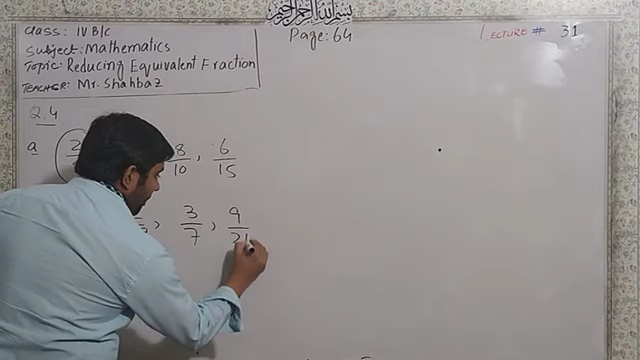 بسم الله الرحمن الرحيم
Class: IV B/C
Page: 64
LECTURE # 31
Subject: Mathematics
Topic: Reducing Equivalent Fraction
TEACHER: Mr. Shahbaz
Q.4
a 8/10 , 6/15
, 3/7 , 9/21